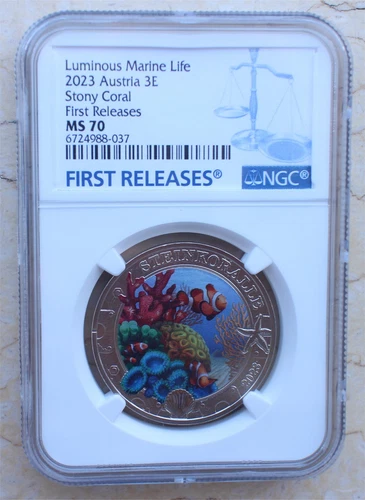 Luminous Marine Life
2023 Austria 3E
Stony Coral
First Releases
MS 70
6724988-037
FIRST RELEASES®
NGC®
STEINKORALLE
2023